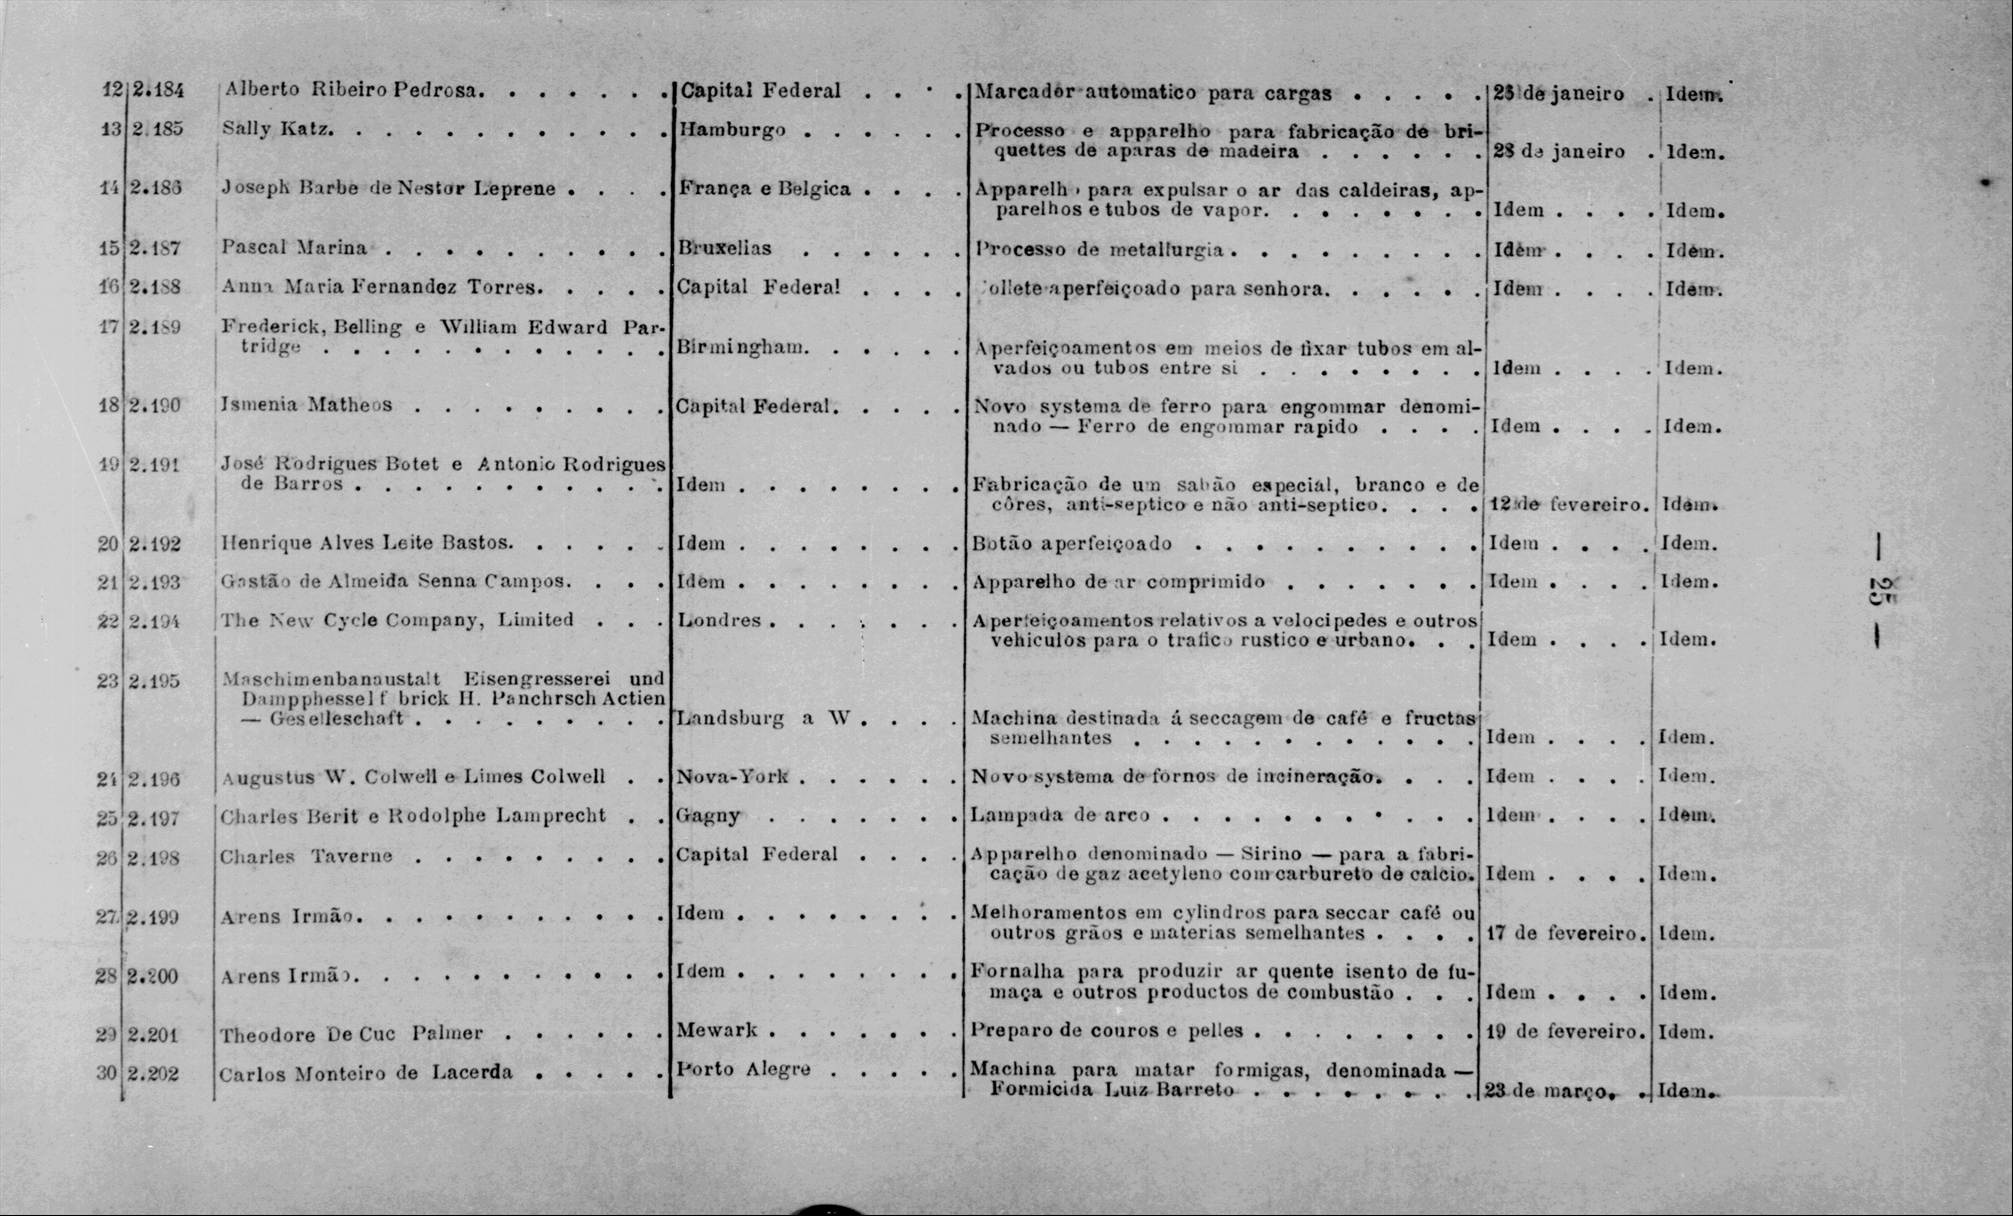 12 2.184 Alberto Ribeiro Pedrosa. . . . . . . Capital Federal . . . . Marcador automatico para cargas . . . . . 25 de janeiro . Idem.
13 2.185 Sally Katz. . . . . . . . . . . . Hamburgo . . . . . . Processo e apparelho para fabricação de bri-
quettes de aparas de madeira . . . . . . 28 de janeiro . Idem.
14 2.186 Joseph Barbe de Nestor Leprene . . . . França e Belgica . . . . Apparelho para expulsar o ar das caldeiras, ap-
parelhos e tubos de vapor. . . . . . . . Idem . . . . Idem.
15 2.187 Pascal Marina . . . . . . . . . . Bruxellas . . . . . . Processo de metallurgia . . . . . . . . . Idem . . . . Idem.
16 2.188 Anna Maria Fernandez Torres. . . . . Capital Federal . . . . Collete aperfeiçoado para senhora. . . . . . Idem . . . . Idem.
17 2.189 Frederick, Belling e William Edward Par-
tridge . . . . . . . . . . . . Birmingham. . . . . . Aperfeiçoamentos em meios de fixar tubos em al-
vados ou tubos entre si . . . . . . . . Idem . . . . Idem.
18 2.190 Ismenia Matheos . . . . . . . . . Capital Federal. . . . . Novo systema de ferro para engommar denomi-
nado — Ferro de engommar rapido . . . . Idem . . . . Idem.
19 2.191 José Rodrigues Botet e Antonio Rodrigues
de Barros . . . . . . . . . . . Idem . . . . . . . . Fabricação de um sabão especial, branco e de
côres, anti-septico e não anti-septico. . . . 12 de fevereiro. Idem.
20 2.192 Henrique Alves Leite Bastos. . . . . . Idem . . . . . . . . Botão aperfeiçoado . . . . . . . . . . Idem . . . . Idem.
21 2.193 Gastão de Almeida Senna Campos. . . . Idem . . . . . . . . Apparelho de ar comprimido . . . . . . . Idem . . . . Idem.
22 2.194 The New Cycle Company, Limited . . . Londres . . . . . . . Aperfeiçoamentos relativos a velocipedes e outros
vehiculos para o trafico rustico e urbano. . . Idem . . . . Idem.
23 2.195 Maschimenbanaustalt Eisengresserei und
Dampphessel f brick H. Panchrsch Actien
— Geselleschaft . . . . . . . . . Landsburg a W . . . . Machina destinada á seccagem de café e fructas
semelhantes . . . . . . . . . . . . Idem . . . . Idem.
24 2.196 Augustus W. Colwell e Limes Colwell . . Nova-York . . . . . . Novo systema de fornos de incineração. . . . Idem . . . . Idem.
25 2.197 Charles Berit e Rodolphe Lamprecht . . Gagny . . . . . . . Lampada de arco . . . . . . . . . . . Idem . . . . Idem.
26 2.198 Charles Taverne . . . . . . . . . Capital Federal . . . . Apparelho denominado — Sirino — para a fabri-
cação de gaz acetyleno com carbureto de calcio. Idem . . . . Idem.
27 2.199 Arens Irmão. . . . . . . . . . . Idem . . . . . . . . Melhoramentos em cylindros para seccar café ou
outros grãos e materias semelhantes . . . . 17 de fevereiro. Idem.
28 2.200 Arens Irmão. . . . . . . . . . . Idem . . . . . . . . Fornalha para produzir ar quente isento de fu-
maça e outros productos de combustão . . . Idem . . . . Idem.
29 2.201 Theodore De Cuc Palmer . . . . . . Mewark . . . . . . . Preparo de couros e pelles . . . . . . . . 19 de fevereiro. Idem.
30 2.202 Carlos Monteiro de Lacerda . . . . . Porto Alegre . . . . . Machina para matar formigas, denominada —
Formicida Luiz Barreto . . . . . . . . 23 de março. . Idem.
— 25 —